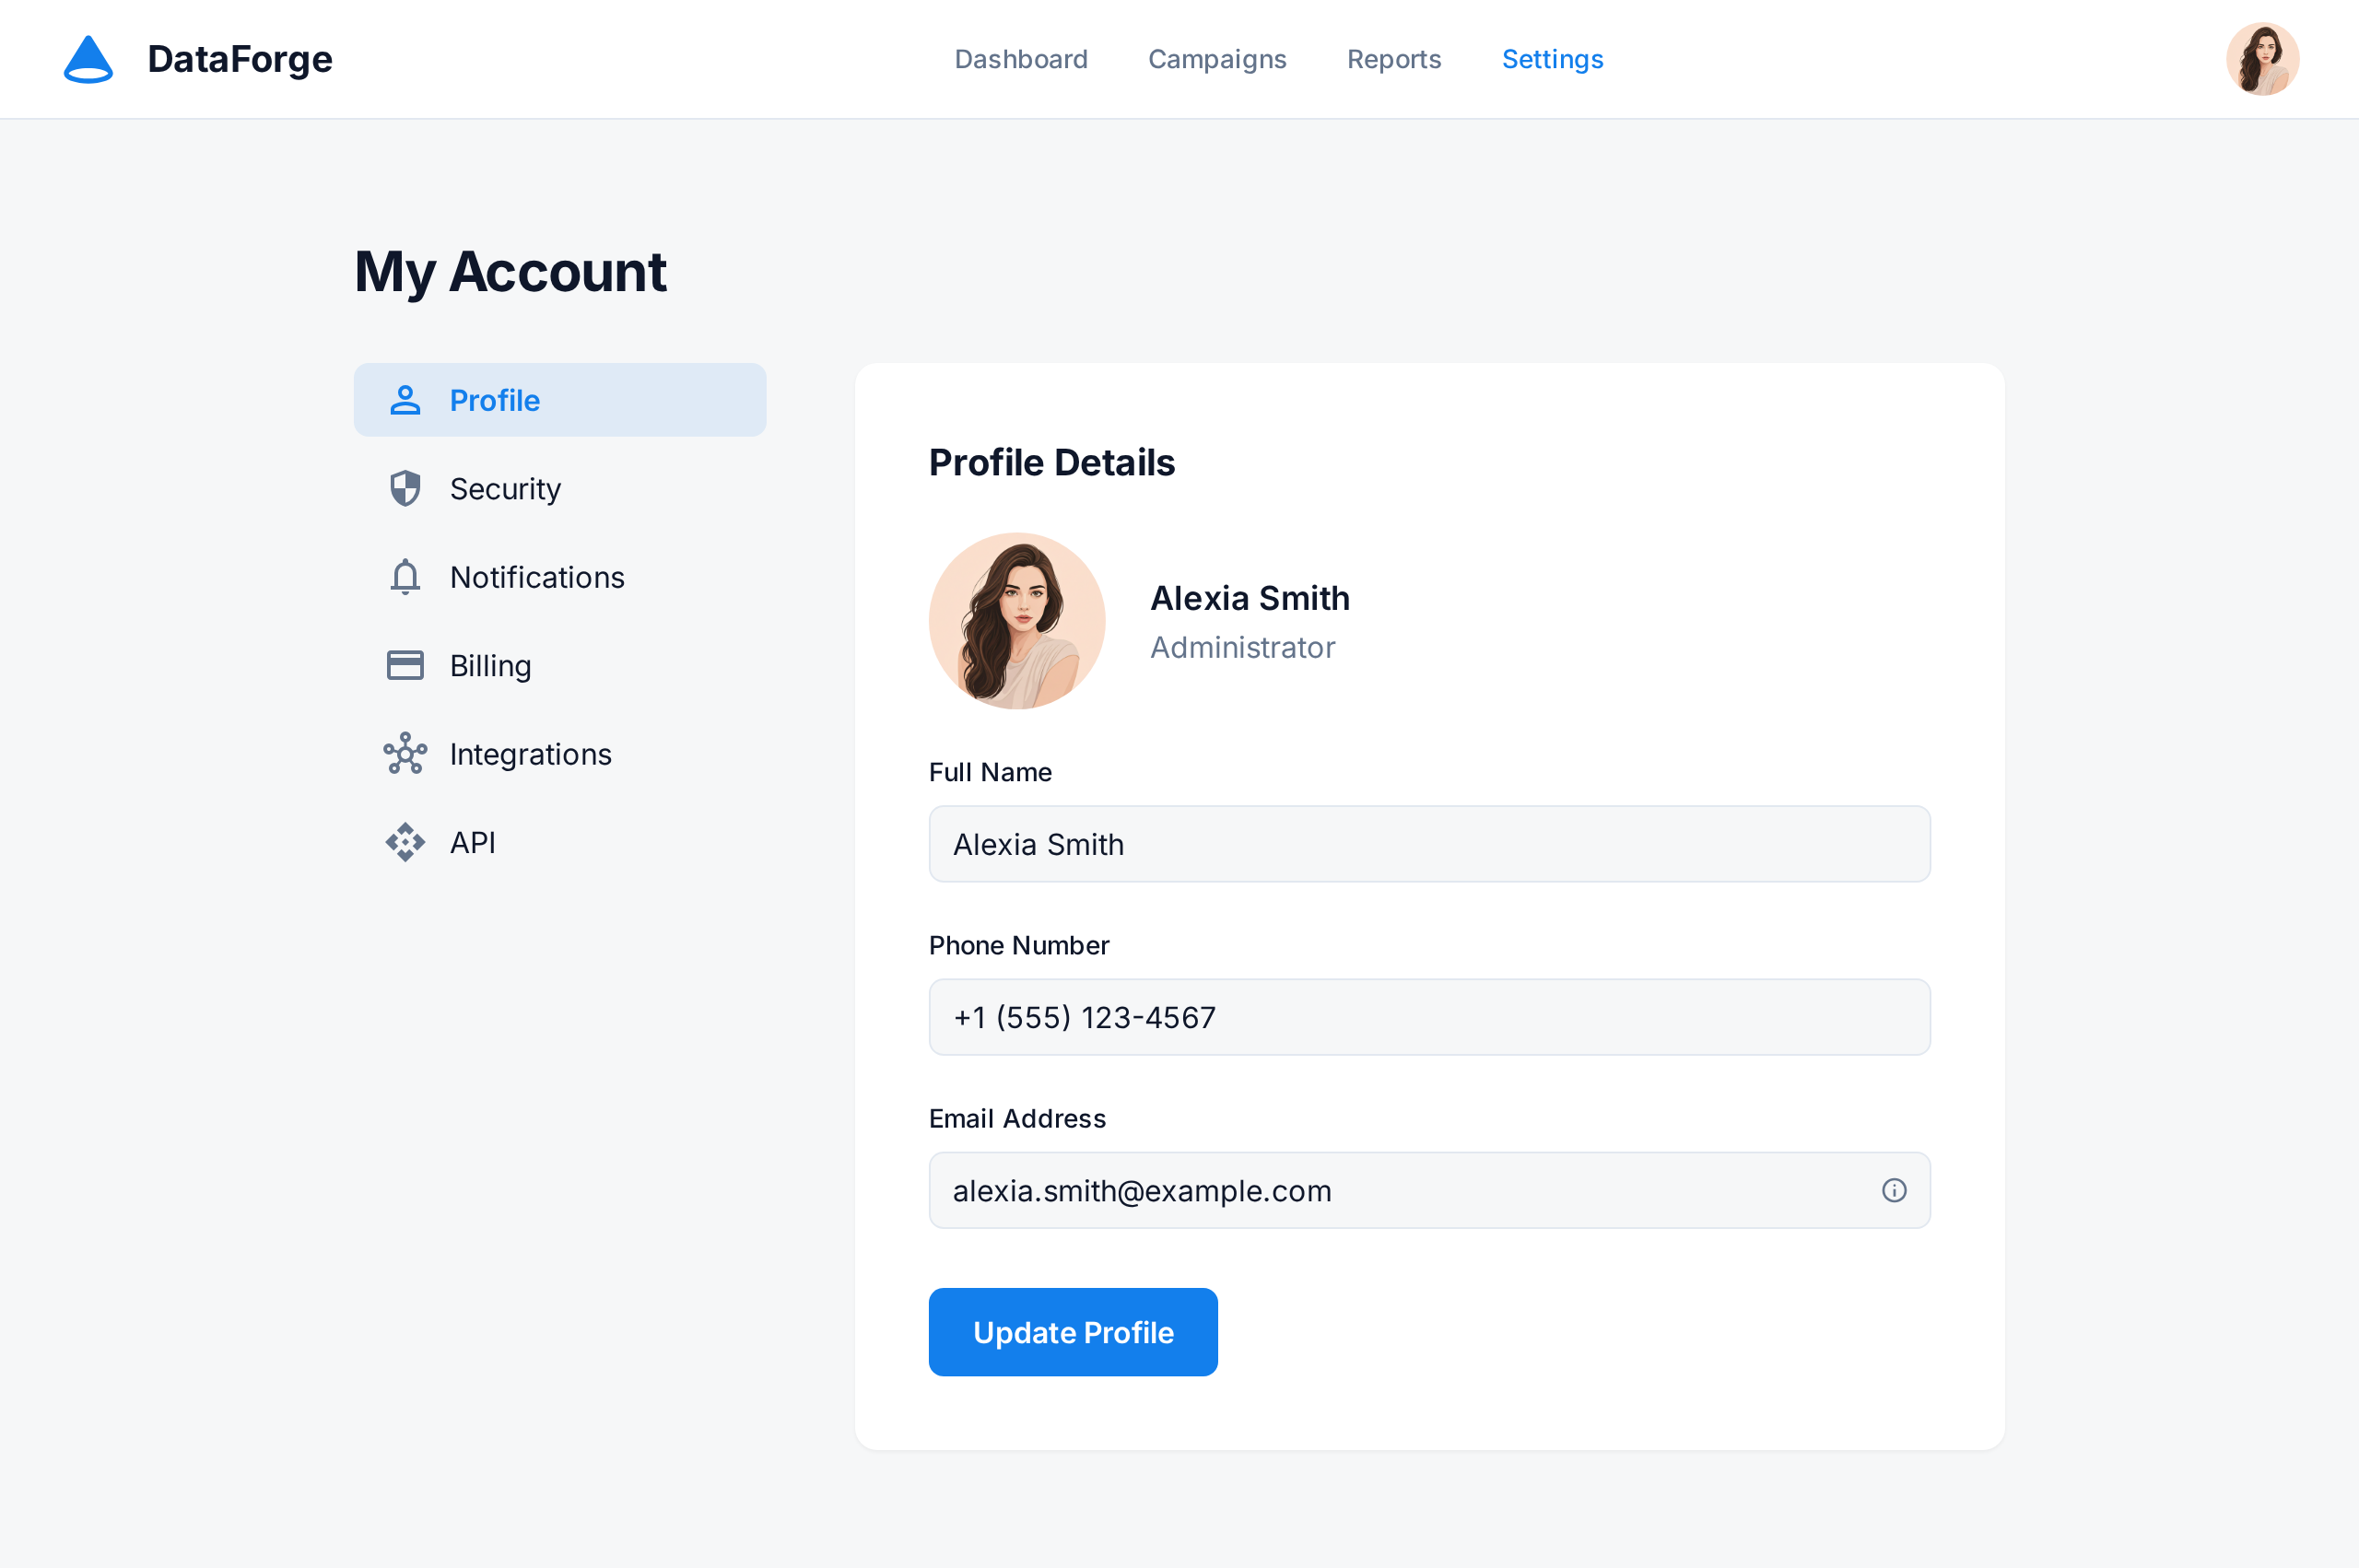 DataForge
Dashboard
Campaigns
Reports
Settings
My Account
Profile
Security
Notifications
Billing
Integrations
API
Profile Details
Alexia Smith
Administrator
Full Name
Alexia Smith
Phone Number
+1 (555) 123-4567
Email Address
alexia.smith@example.com
Update Profile